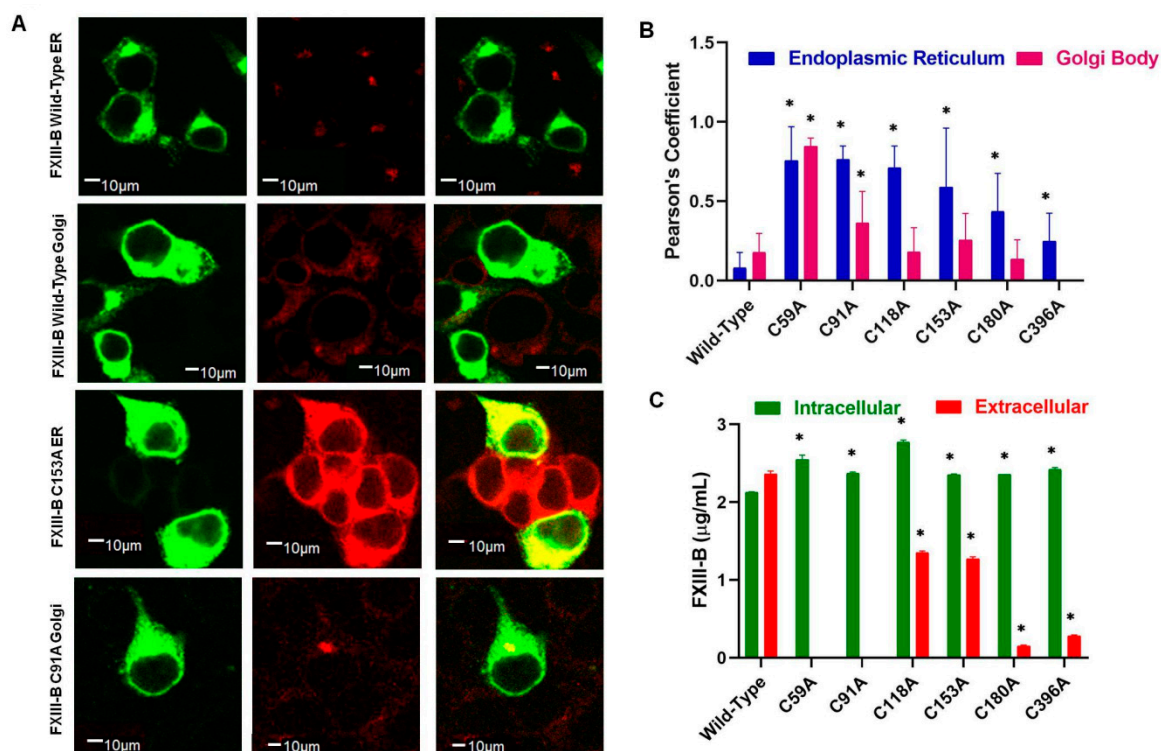 A
FXIII-B Wild-Type ER
10µm
10µm
10µm
FXIII-B Wild-Type Golgi
10µm
10µm
10µm
FXIII-B C153A ER
10µm
10µm
10µm
FXIII-B C91A Golgi
10µm
10µm
10µm
B
Endoplasmic Reticulum
Golgi Body
Pearson's Coefficient
1.5
1.0
0.5
0.0
* * * * * * * *
Wild-Type
C59A
C91A
C118A
C153A
C180A
C396A
C
Intracellular
Extracellular
FXIII-B (µg/mL)
3
2
1
0
* * * * * * * * * *
Wild-Type
C59A
C91A
C118A
C153A
C180A
C396A